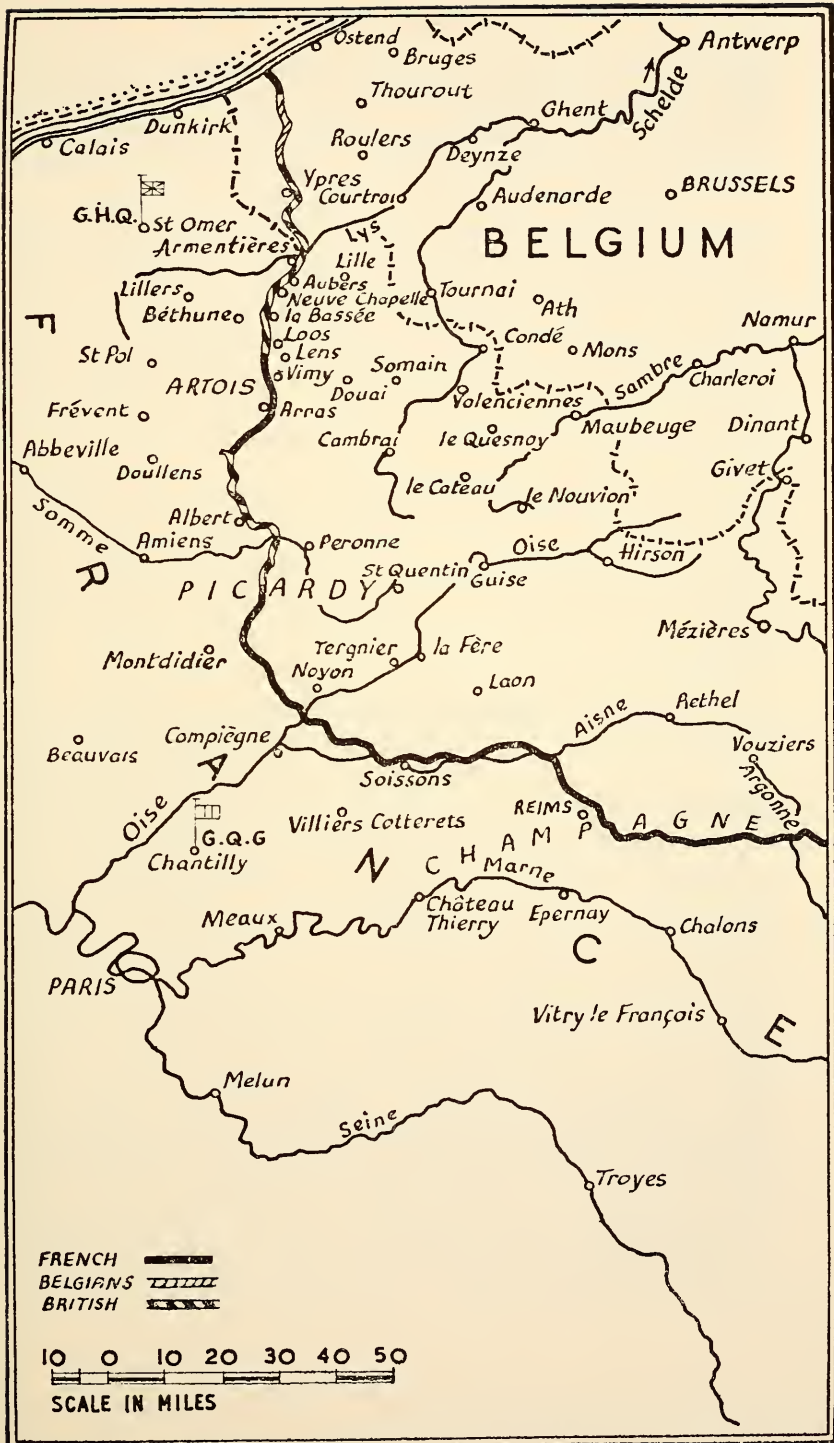 Ostend
Bruges
Antwerp
Thourout
Ghent
Schelde
Dunkirk
Calais
Roulers
Deynze
Ypres
Courtrai
Audenarde
BRUSSELS
G.H.Q.
St Omer
Armentières
Lys
BELGIUM
Lille
Aubers
Neuve Chapelle
Tournai
Ath
Lillers
Béthune
la Bassée
Loos
Lens
Vimy
Condé
Mons
Namur
St Pol
Somain
Douai
Sambre
Charleroi
ARTOIS
Arras
Valenciennes
Maubeuge
Dinant
Frévent
Cambrai
le Quesnoy
Givet
Abbeville
Doullens
le Cateau
le Nouvion
Somme
Albert
Amiens
Peronne
Oise
Hirson
St Quentin
Guise
PICARDY
Mézières
Montdidier
Tergnier
la Fère
Noyon
Laon
Rethel
Aisne
Compiègne
Vouziers
Beauvais
Soissons
Argonne
Oise
REIMS
G.Q.G
Villiers Cotterets
Chantilly
CHAMPAGNE
Marne
Château
Thierry
Epernay
Meaux
Chalons
PARIS
Vitry le François
FRANCE
Melun
Seine
Troyes
FRENCH
BELGIANS
BRITISH
10 0 10 20 30 40 50
SCALE IN MILES